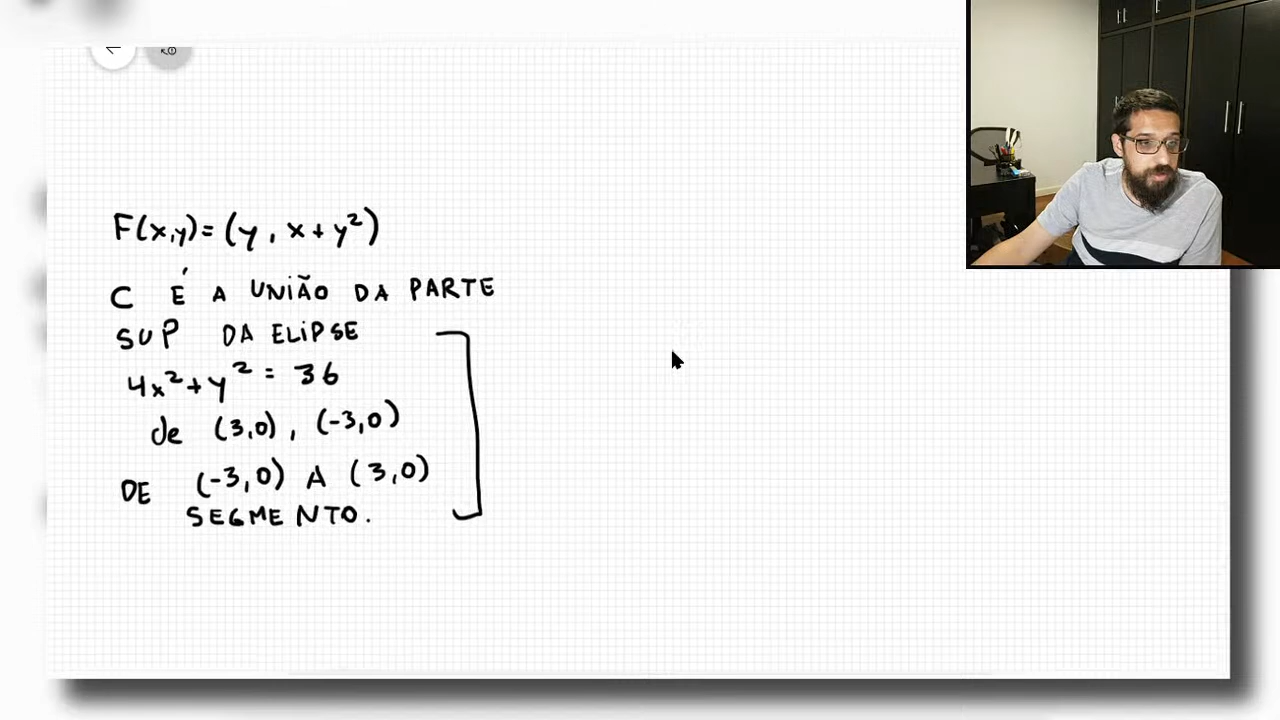 F(x,y)= (y , x + y²)
C É A UNIÃO DA PARTE
SUP DA ELIPSE
4x²+y² = 36
de (3,0) , (-3,0)
DE (-3,0) A (3,0)
SEGMENTO.